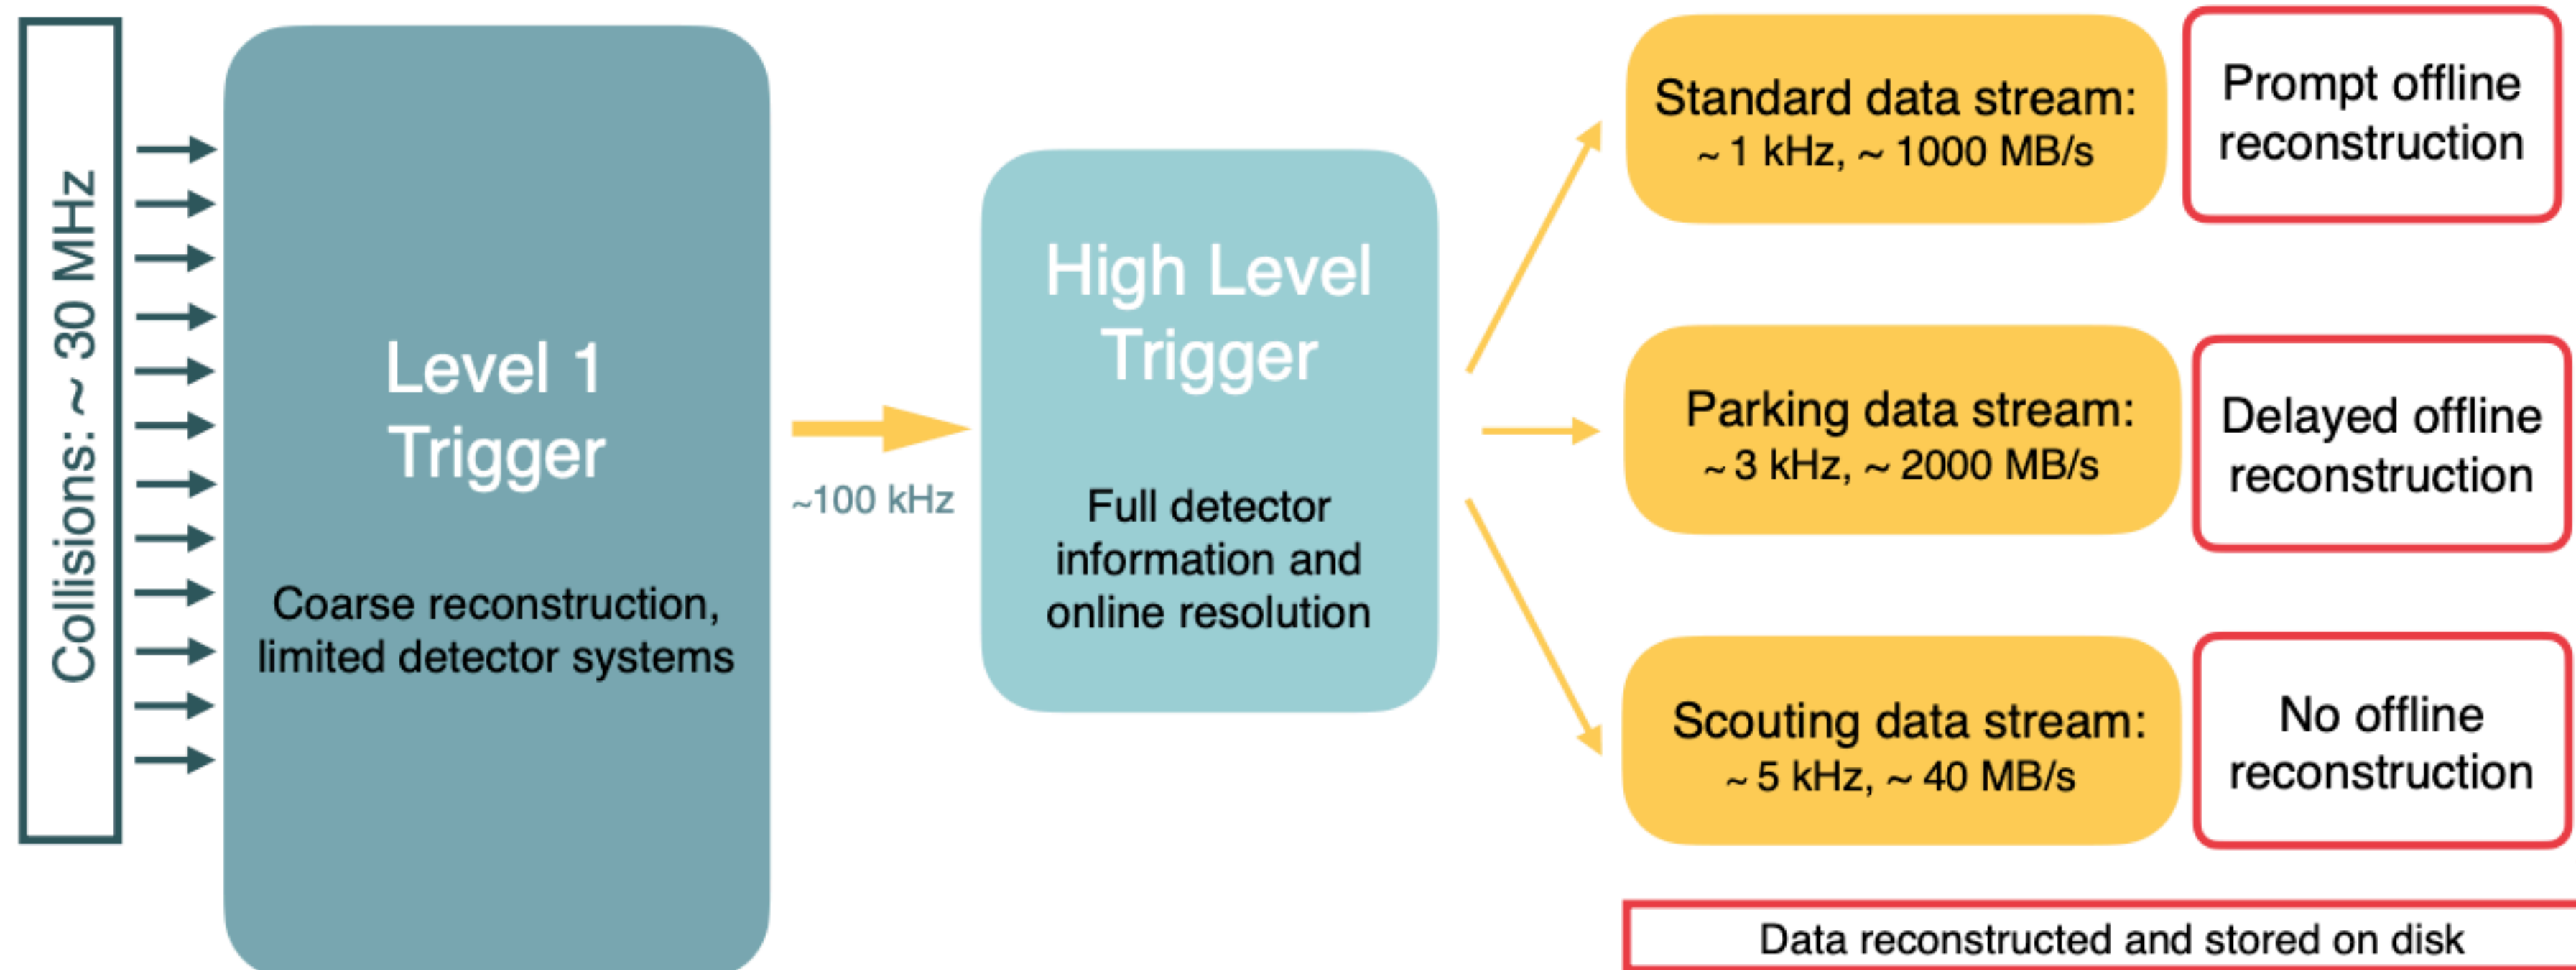 Collisions: ~ 30 MHz
Level 1
Trigger
Coarse reconstruction,
limited detector systems
~100 kHz
High Level
Trigger
Full detector
information and
online resolution
Standard data stream:
~ 1 kHz, ~ 1000 MB/s
Prompt offline
reconstruction
Parking data stream:
~ 3 kHz, ~ 2000 MB/s
Delayed offline
reconstruction
Scouting data stream:
~ 5 kHz, ~ 40 MB/s
No offline
reconstruction
Data reconstructed and stored on disk